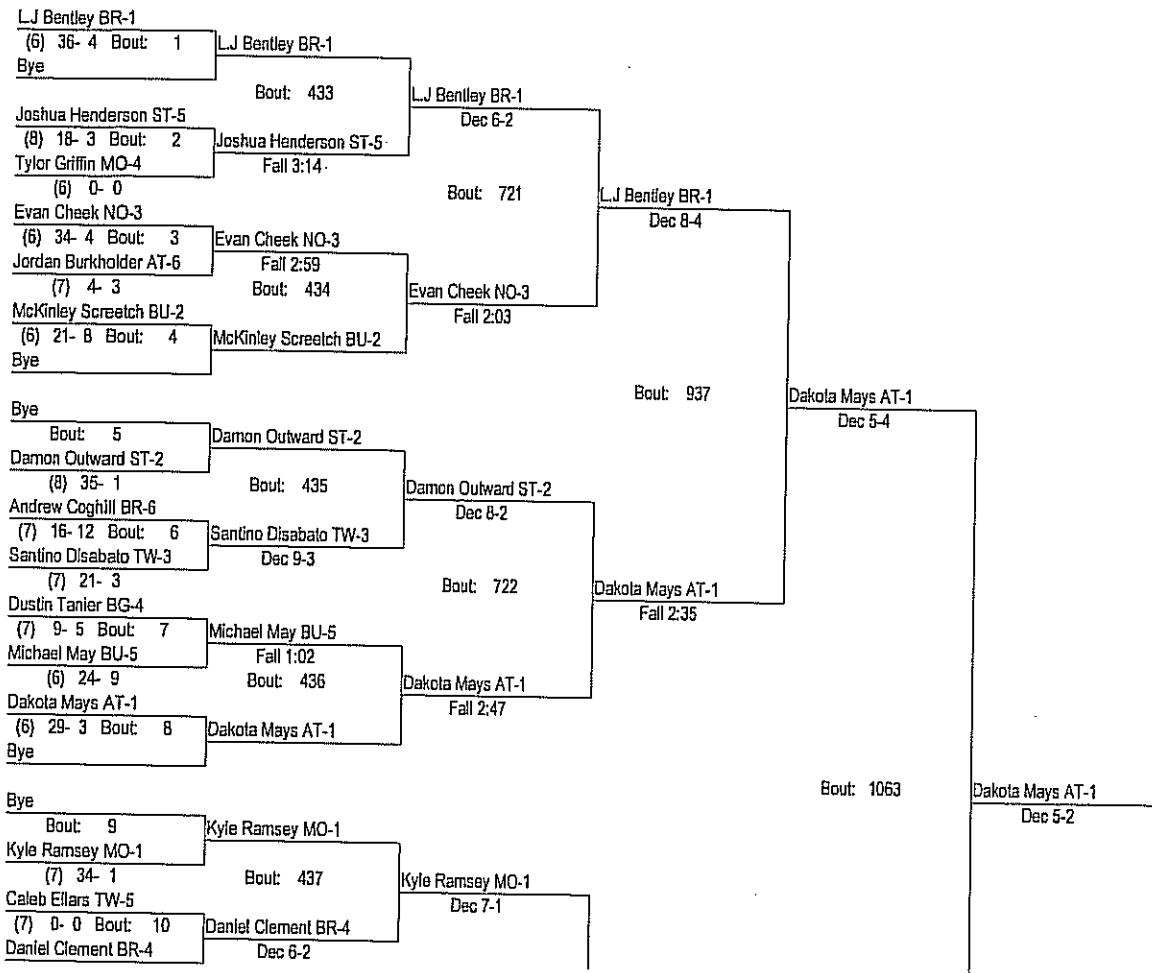 L.J Bentley BR-1
(6) 36- 4 Bout: 1
Bye
L.J Bentley BR-1
Bout: 433
Joshua Henderson ST-5
(8) 18- 3 Bout: 2
Tylor Griffin MO-4
(6) 0- 0
Joshua Henderson ST-5
Fall 3:14
L.J Bentley BR-1
Dec 6-2
Bout: 721
Evan Cheek NO-3
(6) 34- 4 Bout: 3
Jordan Burkholder AT-6
(7) 4- 3
Evan Cheek NO-3
Fall 2:59
Bout: 434
McKinley Screetch BU-2
(6) 21- 8 Bout: 4
Bye
McKinley Screetch BU-2
Evan Cheek NO-3
Fall 2:03
L.J Bentley BR-1
Dec 8-4
Bout: 937
Bye
Bout: 5
Damon Outward ST-2
(8) 35- 1
Damon Outward ST-2
Bout: 435
Andrew Coghill BR-6
(7) 16- 12 Bout: 6
Santino Disabato TW-3
(7) 21- 3
Santino Disabato TW-3
Dec 9-3
Damon Outward ST-2
Dec 8-2
Bout: 722
Dustin Tanier BG-4
(7) 9- 5 Bout: 7
Michael May BU-5
(6) 24- 9
Michael May BU-5
Fall 1:02
Bout: 436
Dakota Mays AT-1
(6) 29- 3 Bout: 8
Bye
Dakota Mays AT-1
Dakota Mays AT-1
Fall 2:47
Dakota Mays AT-1
Fall 2:35
Dakota Mays AT-1
Dec 5-4
Bout: 1063
Dakota Mays AT-1
Dec 5-2
Bye
Bout: 9
Kyle Ramsey MO-1
(7) 34- 1
Kyle Ramsey MO-1
Bout: 437
Caleb Ellars TW-5
(7) 0- 0 Bout: 10
Daniel Clement BR-4
Daniel Clement BR-4
Dec 6-2
Kyle Ramsey MO-1
Dec 7-1